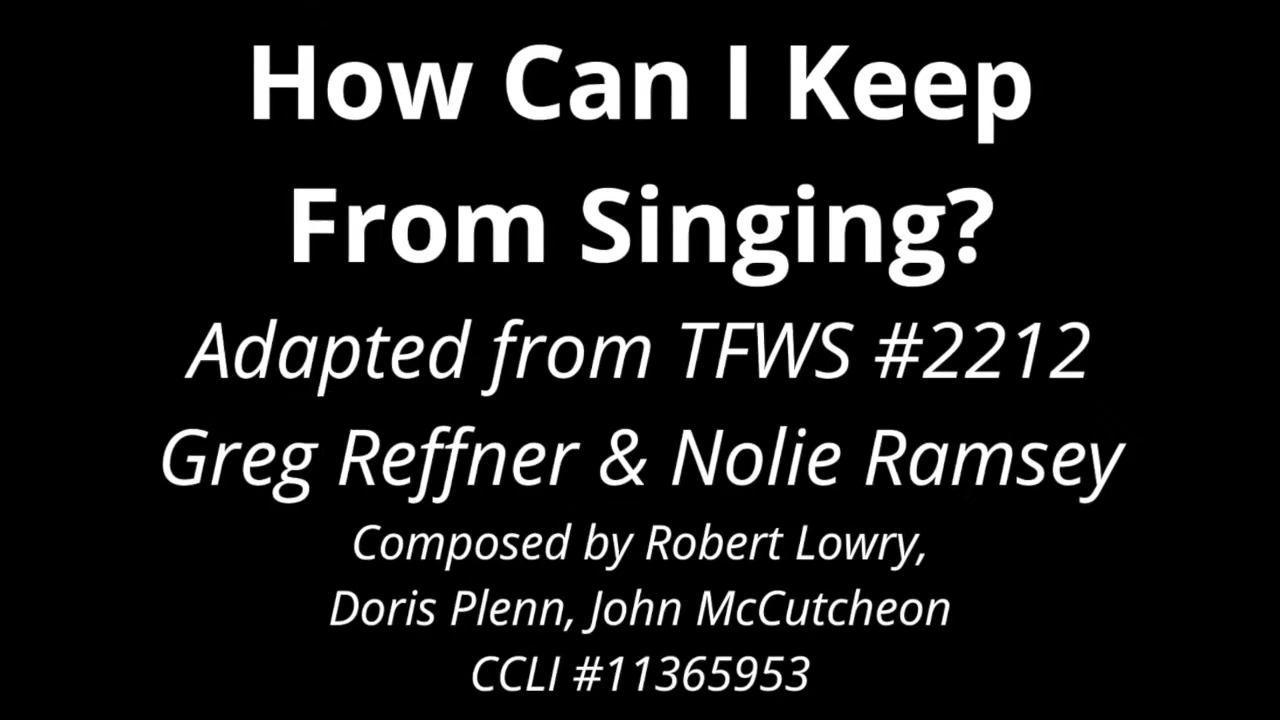 How Can I Keep
From Singing?
Adapted from TFWS #2212
Greg Reffner & Nolie Ramsey
Composed by Robert Lowry,
Doris Plenn, John McCutcheon
CCLI #11365953